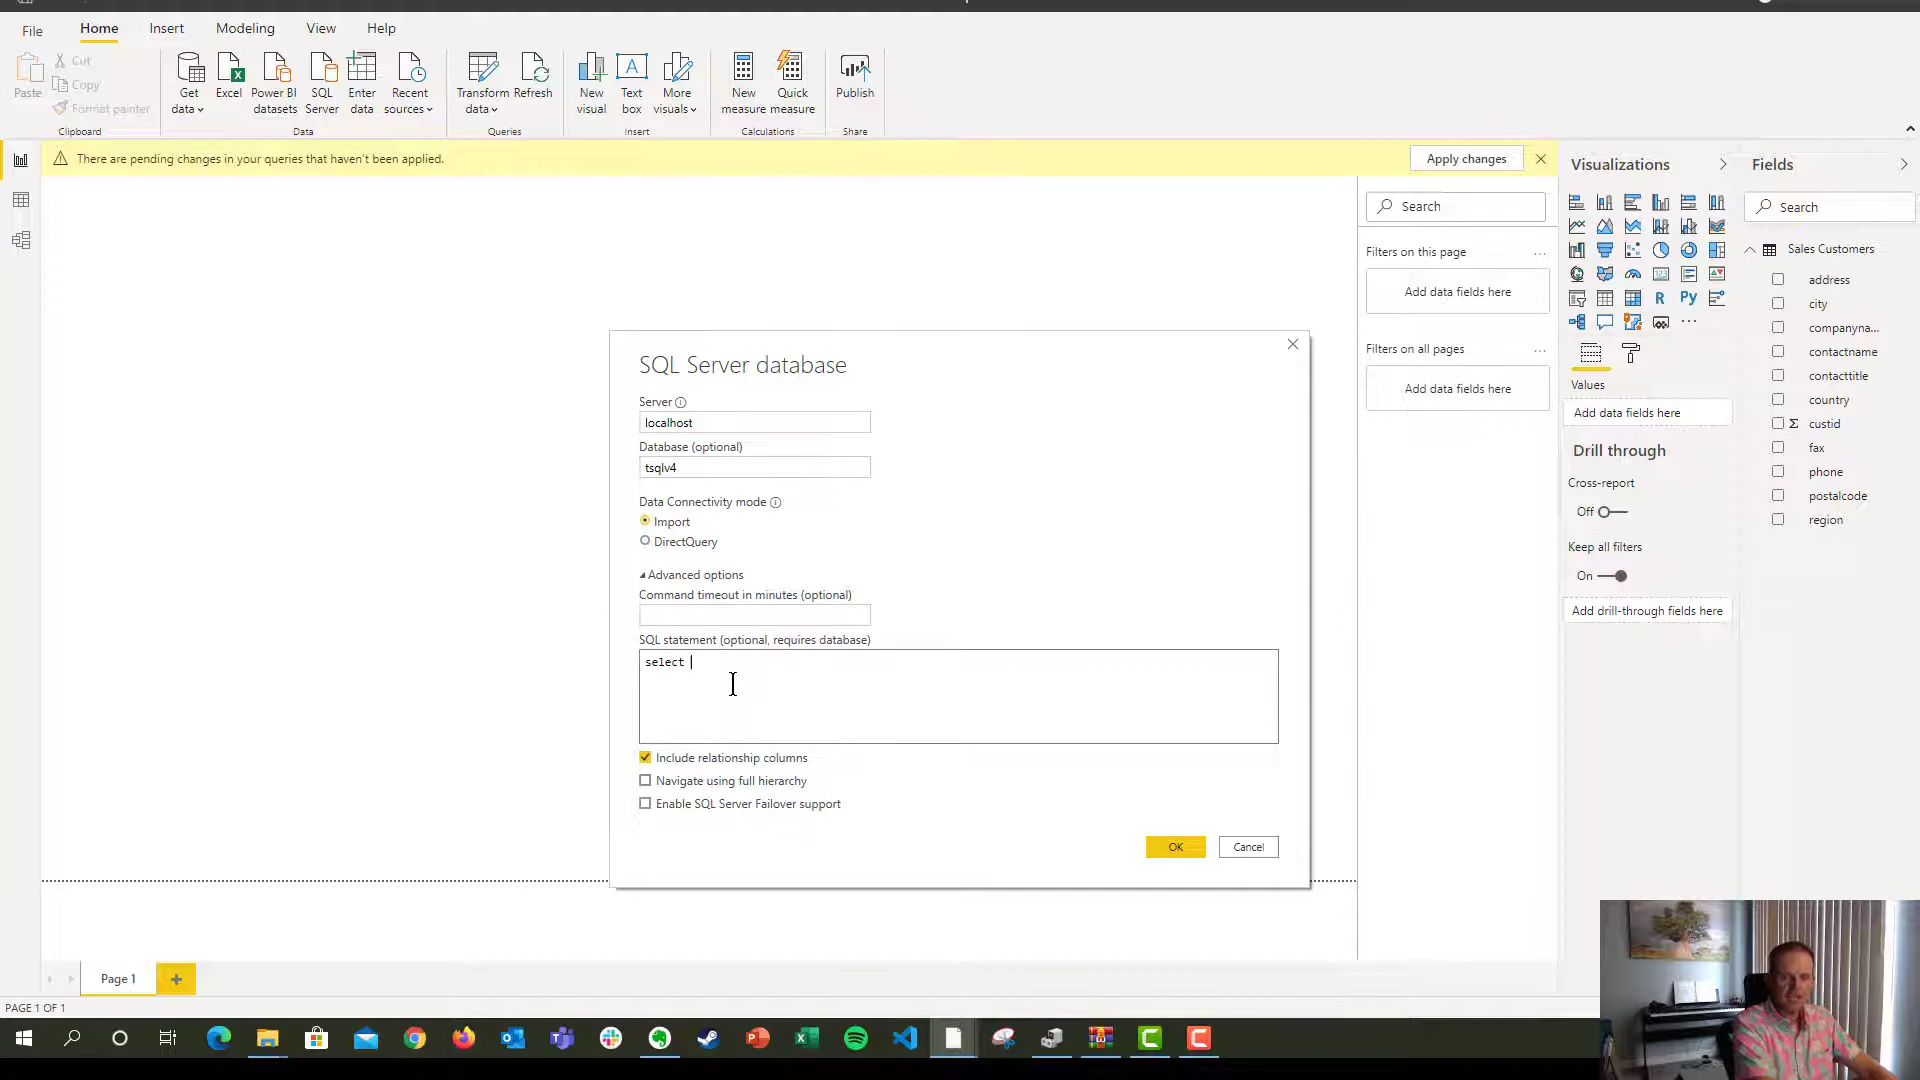 File
Home
Insert
Modeling
View
Help
Paste
Cut
Copy
Format painter
Clipboard
Get
data
Excel
Power BI
datasets
SQL
Server
Enter
data
Recent
sources
Data
Transform
data
Refresh
Queries
New
visual
Text
box
More
visuals
Insert
New
measure
Quick
measure
Calculations
Publish
Share
There are pending changes in your queries that haven't been applied.
Apply changes
SQL Server database
Server
localhost
Database (optional)
tsqlv4
Data Connectivity mode
Import
DirectQuery
Advanced options
Command timeout in minutes (optional)
SQL statement (optional, requires database)
select
Include relationship columns
Navigate using full hierarchy
Enable SQL Server Failover support
OK
Cancel
Search
Filters on this page
...
Add data fields here
Filters on all pages
...
Add data fields here
Visualizations
R
Py
123
...
Values
Add data fields here
Drill through
Cross-report
Off
Keep all filters
On
Add drill-through fields here
Fields
Search
Sales Customers
address
city
companyna...
contactname
contacttitle
country
Σ custid
fax
phone
postalcode
region
Page 1
PAGE 1 OF 1